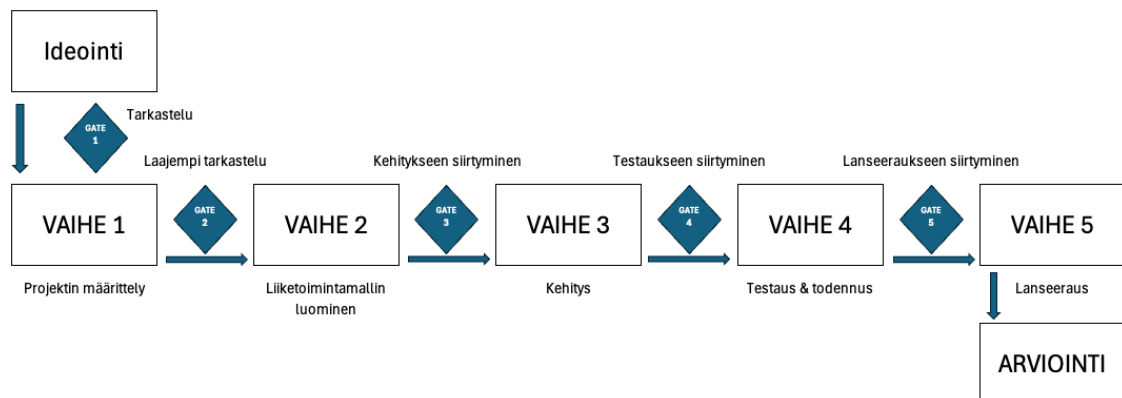 Ideointi
GATE
1
Tarkastelu
Laajempi tarkastelu
Kehitykseen siirtyminen
Testaukseen siirtyminen
Lanseeraukseen siirtyminen
VAIHE 1
GATE
2
VAIHE 2
GATE
3
VAIHE 3
GATE
4
VAIHE 4
GATE
5
VAIHE 5
Projektin määrittely
Liiketoimintamallin
luominen
Kehitys
Testaus & todennus
Lanseeraus
ARVIOINTI